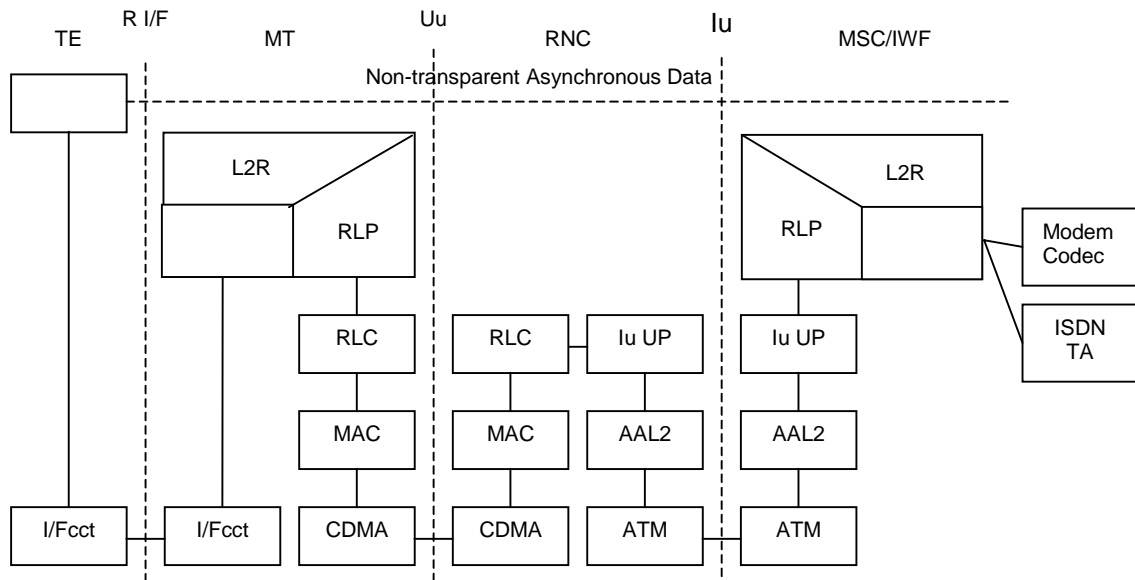 R I/F
Uu
Iu
TE
MT
RNC
MSC/IWF
Non-transparent Asynchronous Data
L2R
RLP
L2R
RLP
Modem
Codec
ISDN
TA
RLC
RLC
Iu UP
Iu UP
MAC
MAC
AAL2
AAL2
I/Fcct
I/Fcct
CDMA
CDMA
ATM
ATM